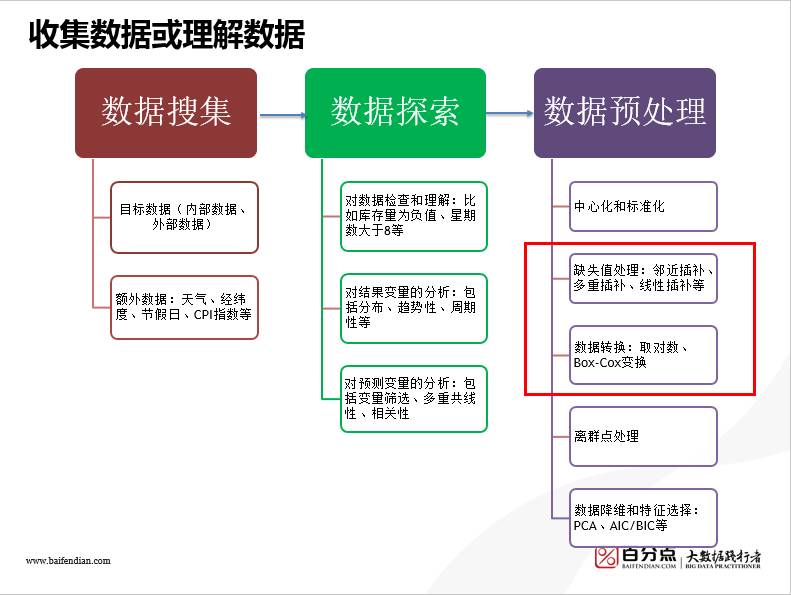 收集数据或理解数据
数据搜集
数据探索
数据预处理
目标数据（内部数据、
外部数据）
额外数据：天气、经纬
度、节假日、CPI指数等
对数据检查和理解：比
如库存量为负值、星期
数大于8等
对结果变量的分析：包
括分布、趋势性、周期
性等
对预测变量的分析：包
括变量筛选、多重共线
性、相关性
中心化和标准化
缺失值处理：邻近插补、
多重插补、线性插补等
数据转换：取对数、
Box-Cox变换
离群点处理
数据降维和特征选择：
PCA、AIC/BIC等
www.baifendian.com
百分点
BAIFENDIAN.COM
大数据践行者
BIG DATA PRACTITIONER